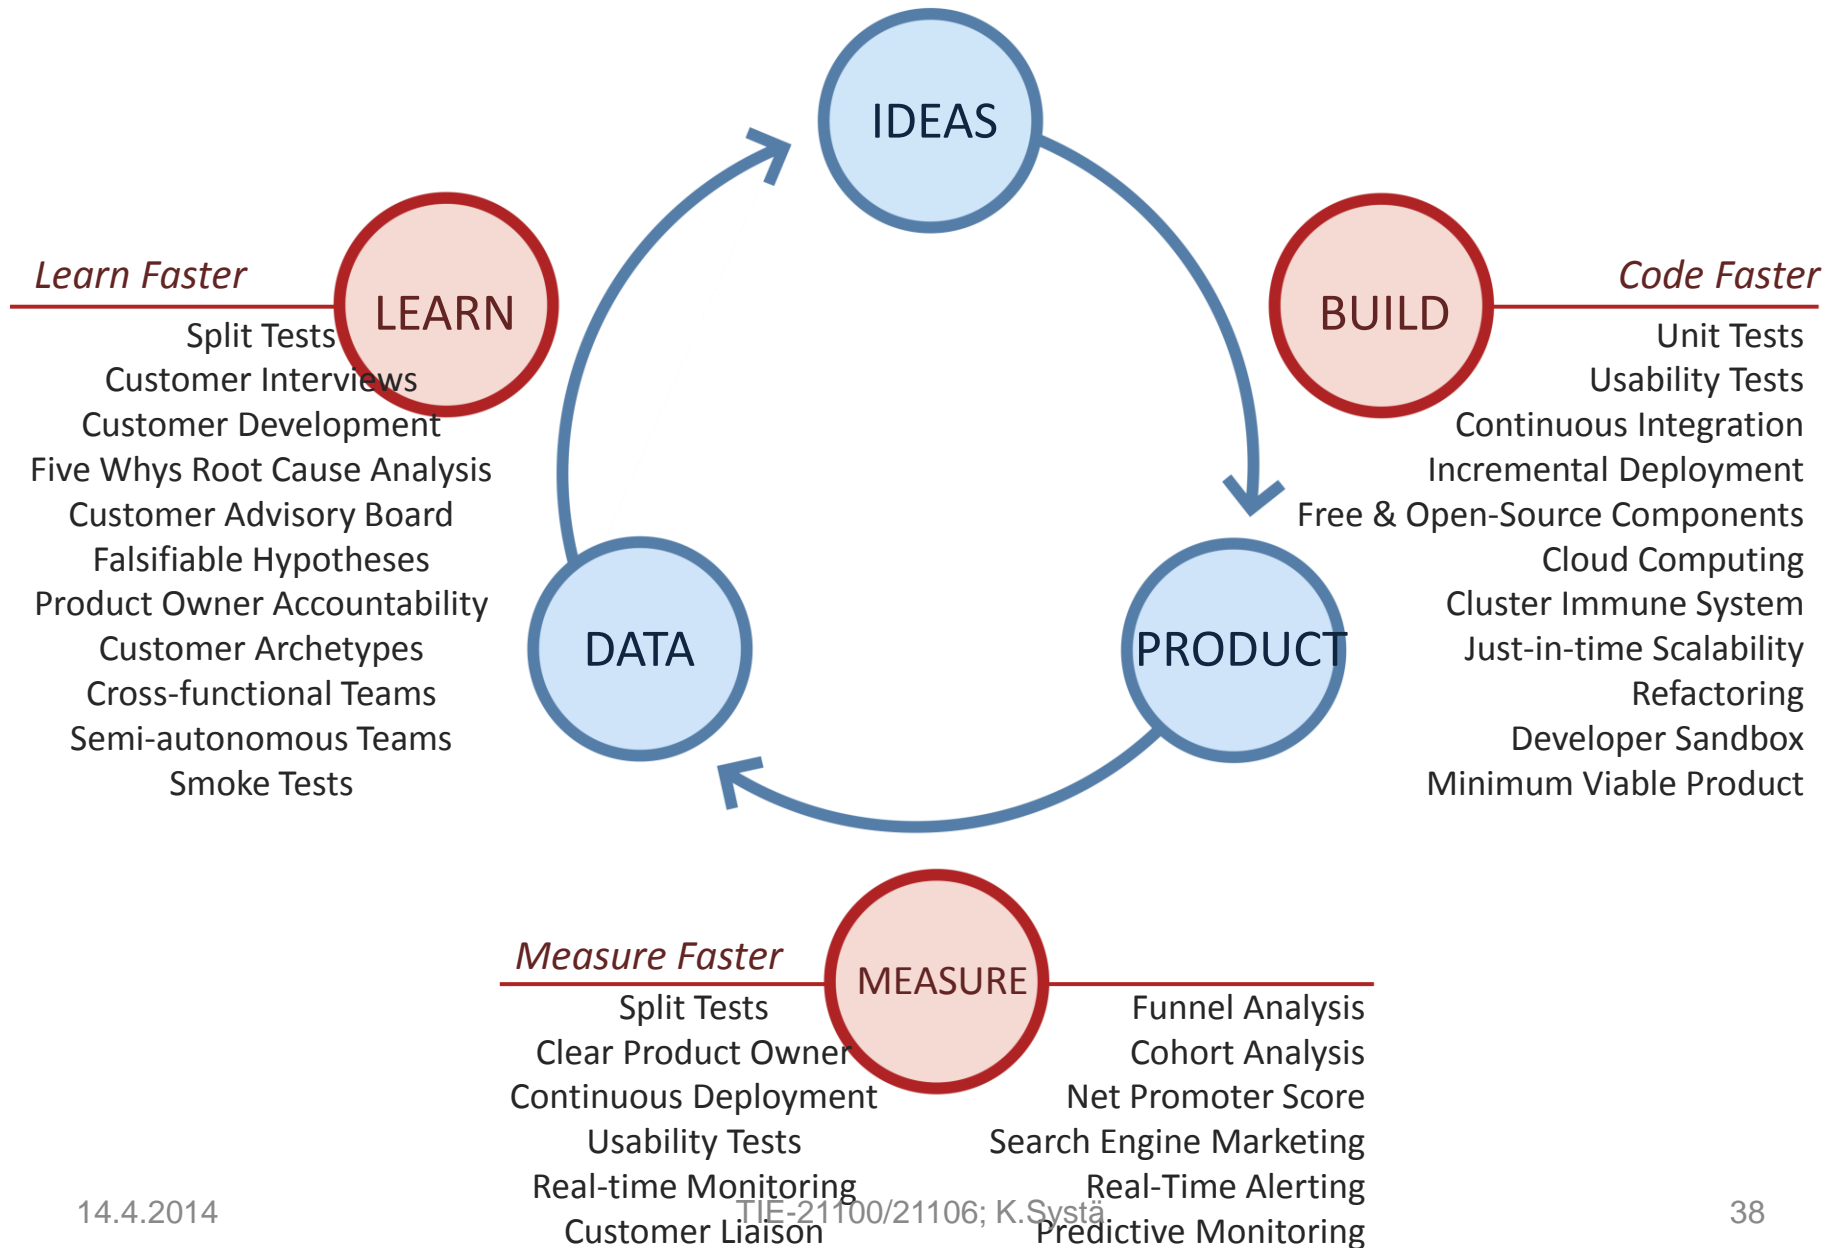 IDEAS
Learn Faster
LEARN
Split Tests
Customer Interviews
Customer Development
Five Whys Root Cause Analysis
Customer Advisory Board
Falsifiable Hypotheses
Product Owner Accountability
Customer Archetypes
Cross-functional Teams
Semi-autonomous Teams
Smoke Tests
Code Faster
BUILD
Unit Tests
Usability Tests
Continuous Integration
Incremental Deployment
Free & Open-Source Components
Cloud Computing
Cluster Immune System
Just-in-time Scalability
Refactoring
Developer Sandbox
Minimum Viable Product
DATA
PRODUCT
Measure Faster
MEASURE
Split Tests
Clear Product Owner
Continuous Deployment
Usability Tests
Real-time Monitoring
Customer Liaison
Funnel Analysis
Cohort Analysis
Net Promoter Score
Search Engine Marketing
Real-Time Alerting
Predictive Monitoring
14.4.2014
TIE-21100/21106; K.Systä
38